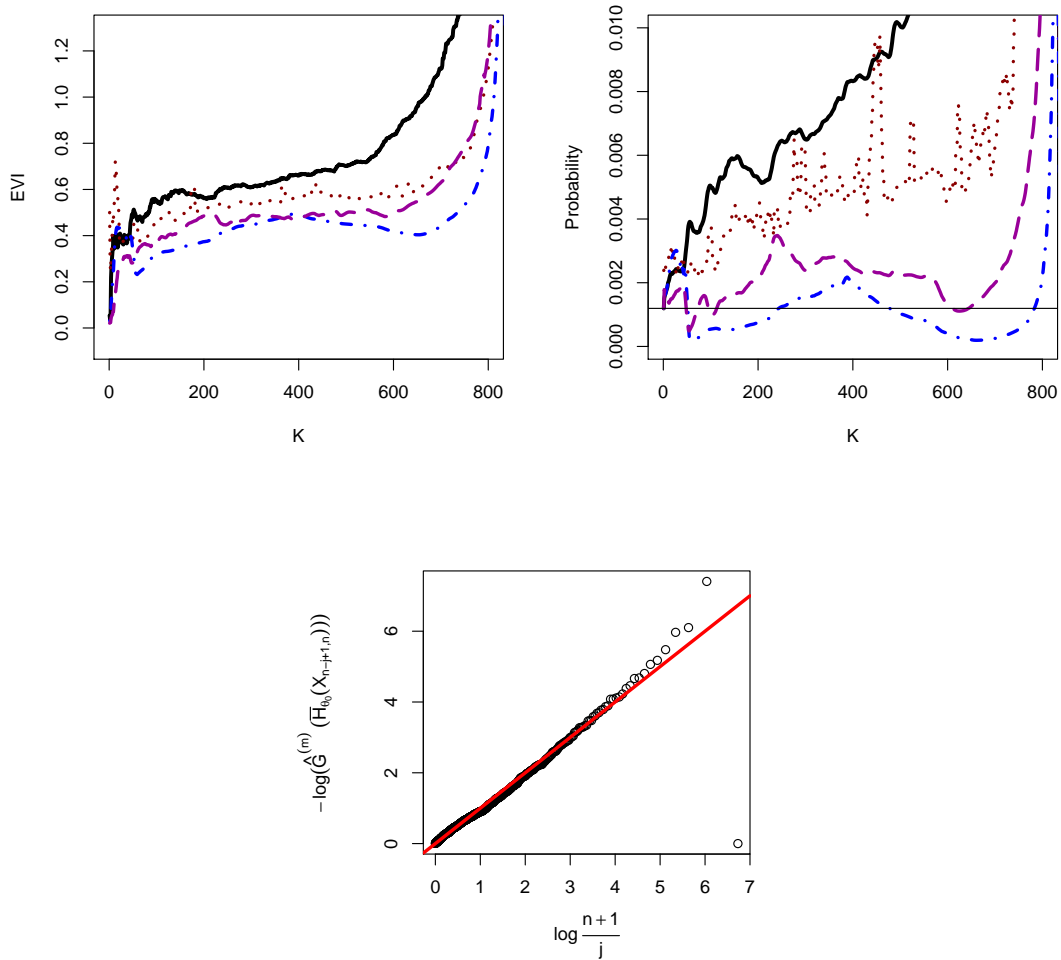 EVI
0.0 0.2 0.4 0.6 0.8 1.0 1.2
0 200 400 600 800
K
Probability
0.000 0.002 0.004 0.006 0.008 0.010
0 200 400 600 800
K
−log(Ĝ^(m)(H̅_θ₀(X_n−j+1,n)))
0 2 4 6
0 1 2 3 4 5 6 7
log n+1
j